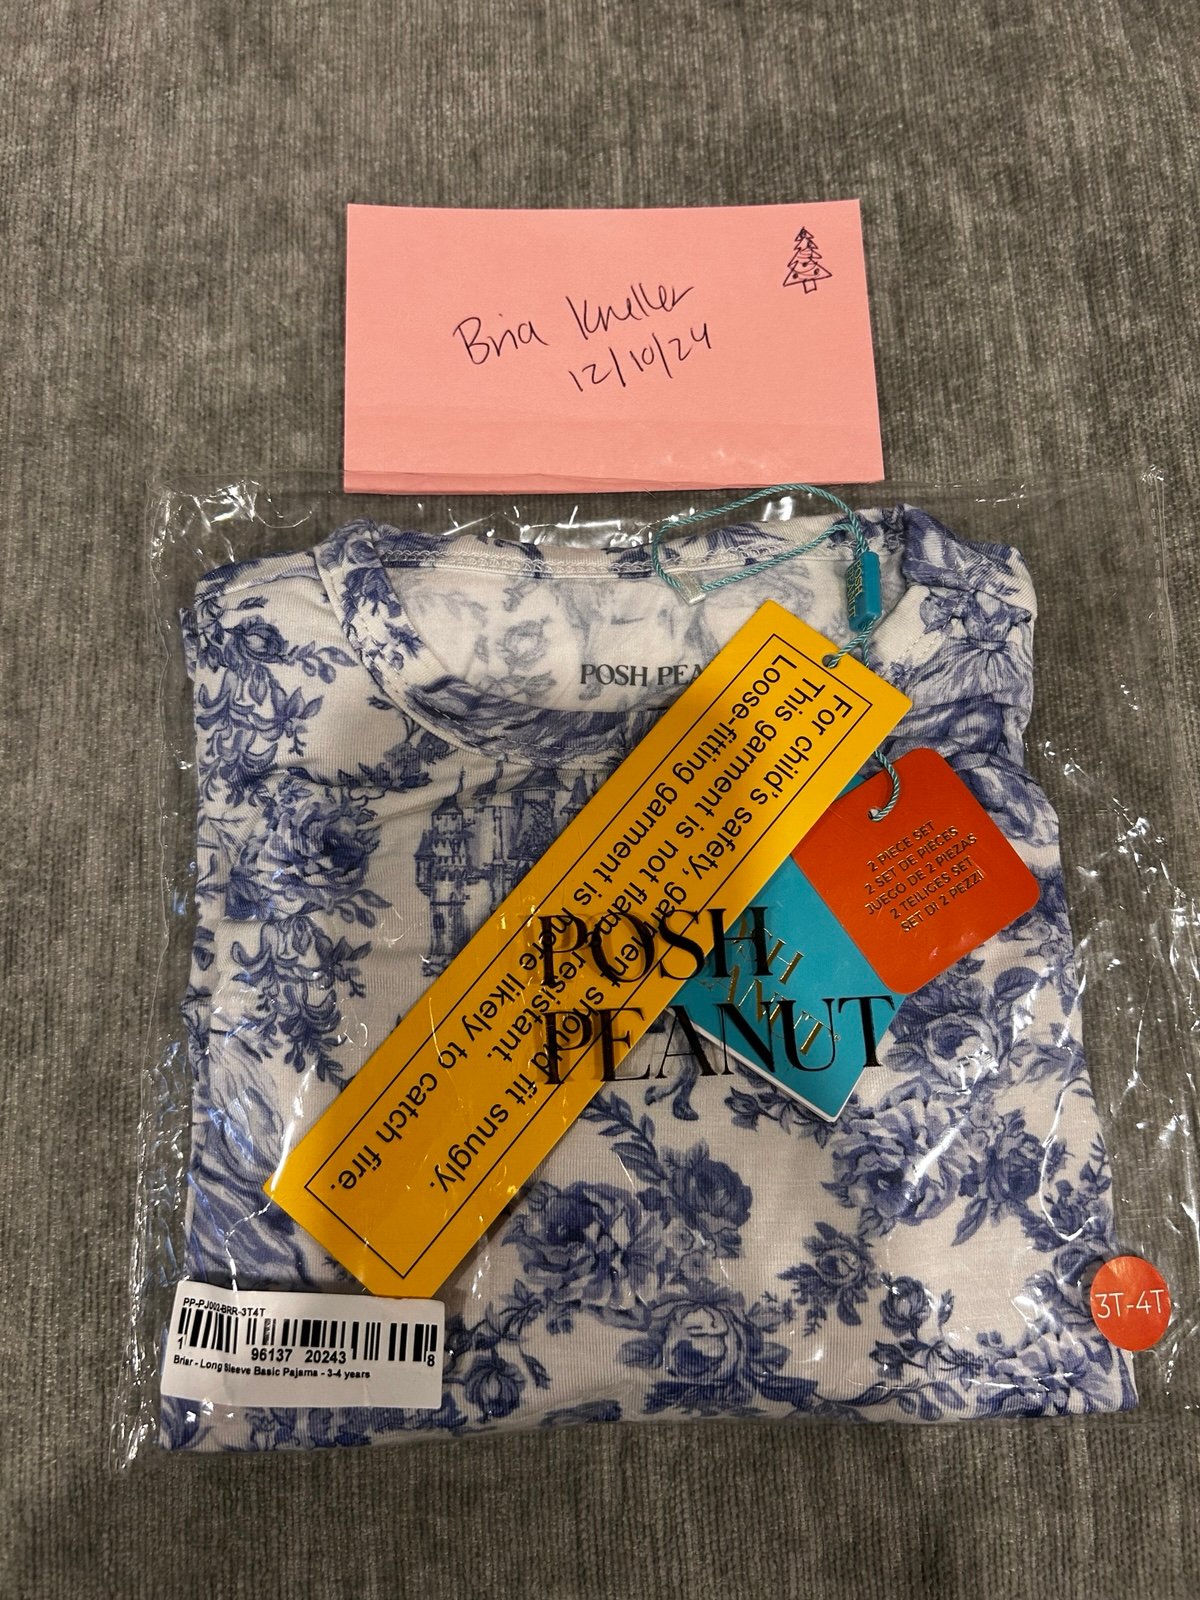 Bria Kneller
12/10/24
POSH PEA
For child's safety, garment should fit snugly.
This garment is not flame resistant.
Loose-fitting garment is more likely to catch fire.
2 PIECE SET
2 SET DE PIÈCES
JUEGO DE 2 PIEZAS
2 TEILIGES SET
SET DI 2 PEZZI
POSH
PEANUT
PP-PJ002-BRR-3T4T
1 96137 20243 8
Briar - Long Sleeve Basic Pajama - 3-4 years
3T-4T